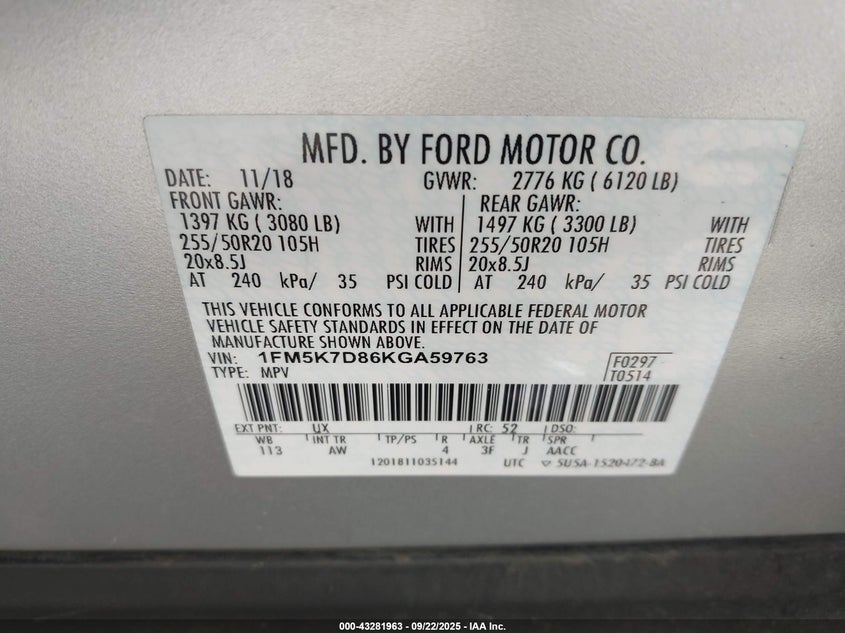 MFD. BY FORD MOTOR CO.
DATE: 11/18 GVWR: 2776 KG ( 6120 LB)
FRONT GAWR: REAR GAWR:
1397 KG ( 3080 LB) WITH 1497 KG ( 3300 LB) WITH
255/50R20 105H TIRES 255/50R20 105H TIRES
20x8.5J RIMS 20x8.5J RIMS
AT 240 kPa/ 35 PSI COLD AT 240 kPa/ 35 PSI COLD
THIS VEHICLE CONFORMS TO ALL APPLICABLE FEDERAL MOTOR
VEHICLE SAFETY STANDARDS IN EFFECT ON THE DATE OF
MANUFACTURE SHOWN ABOVE.
VIN: 1FM5K7D86KGA59763 F0297
TYPE: MPV T0514
EXT PNT: UX RC: 52 DSO:
WB INT TR TP/PS R AXLE TR SPR
113 AW 4 3F J AACC
1201811035144 UTC 5U5A-1520472-BA
000-43281963 - 09/22/2025 - IAA Inc.